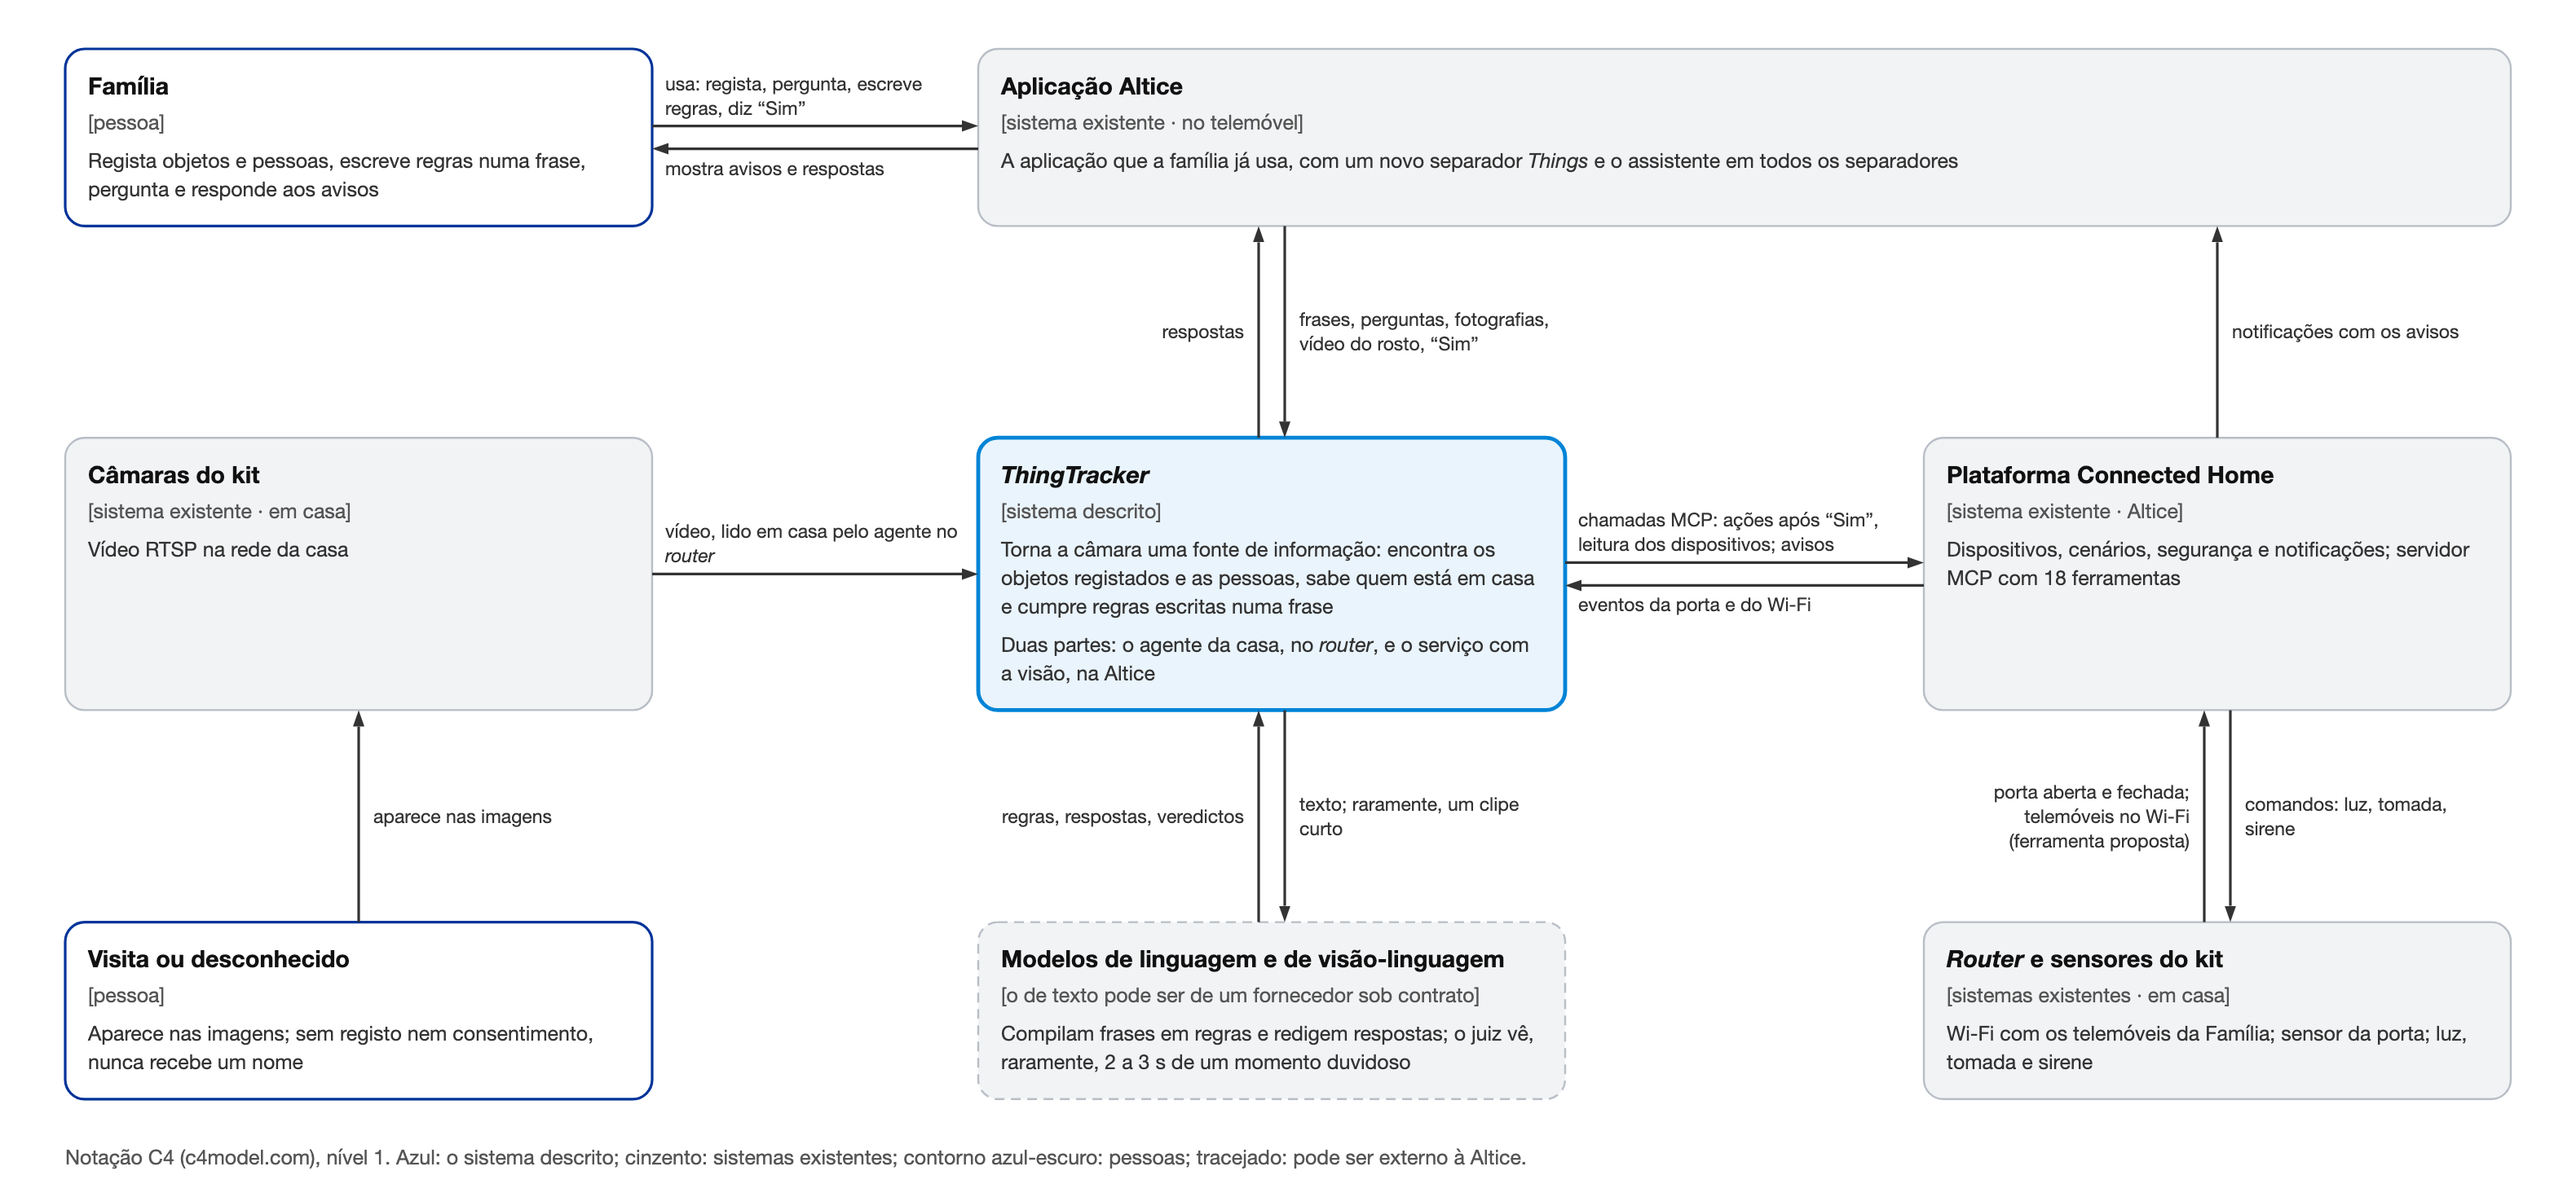 Família
[pessoa]
Regista objetos e pessoas, escreve regras numa frase,
pergunta e responde aos avisos
usa: regista, pergunta, escreve
regras, diz “Sim”
mostra avisos e respostas
Aplicação Altice
[sistema existente · no telemóvel]
A aplicação que a família já usa, com um novo separador Things e o assistente em todos os separadores
respostas
frases, perguntas, fotografias,
vídeo do rosto, “Sim”
notificações com os avisos
Câmaras do kit
[sistema existente · em casa]
Vídeo RTSP na rede da casa
vídeo, lido em casa pelo agente no
router
ThingTracker
[sistema descrito]
Torna a câmara uma fonte de informação: encontra os
objetos registados e as pessoas, sabe quem está em casa
e cumpre regras escritas numa frase
Duas partes: o agente da casa, no router, e o serviço com
a visão, na Altice
chamadas MCP: ações após “Sim”,
leitura dos dispositivos; avisos
eventos da porta e do Wi-Fi
Plataforma Connected Home
[sistema existente · Altice]
Dispositivos, cenários, segurança e notificações; servidor
MCP com 18 ferramentas
aparece nas imagens
regras, respostas, veredictos
texto; raramente, um clipe
curto
porta aberta e fechada;
telemóveis no Wi-Fi
(ferramenta proposta)
comandos: luz, tomada,
sirene
Visita ou desconhecido
[pessoa]
Aparece nas imagens; sem registo nem consentimento,
nunca recebe um nome
Modelos de linguagem e de visão-linguagem
[o de texto pode ser de um fornecedor sob contrato]
Compilam frases em regras e redigem respostas; o juiz vê,
raramente, 2 a 3 s de um momento duvidoso
Router e sensores do kit
[sistemas existentes · em casa]
Wi-Fi com os telemóveis da Família; sensor da porta; luz,
tomada e sirene
Notação C4 (c4model.com), nível 1. Azul: o sistema descrito; cinzento: sistemas existentes; contorno azul-escuro: pessoas; tracejado: pode ser externo à Altice.